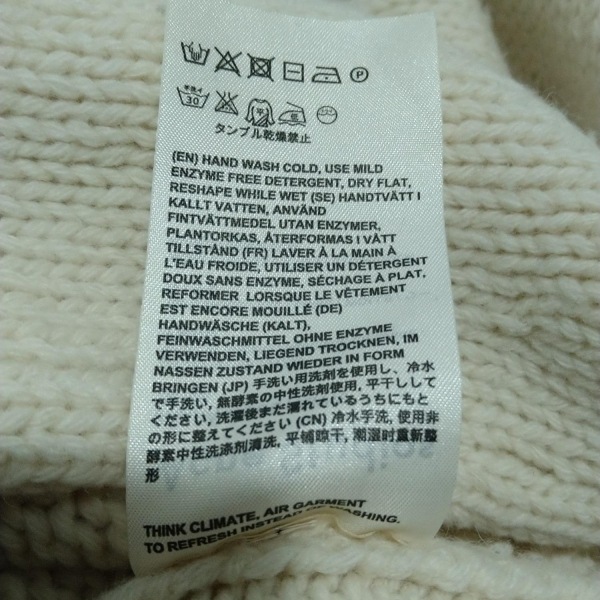 P
手洗イ
30
平
タンブル乾燥禁止
(EN) HAND WASH COLD, USE MILD
ENZYME FREE DETERGENT, DRY FLAT,
RESHAPE WHILE WET (SE) HANDTVÄTT I
KALLT VATTEN, ANVÄND
FINTVÄTTMEDEL UTAN ENZYMER,
PLANTORKAS, ÅTERFORMAS I VÅTT
TILLSTÅND (FR) LAVER À LA MAIN À
L'EAU FROIDE, UTILISER UN DÉTERGENT
DOUX SANS ENZYME, SÉCHAGE À PLAT,
REFORMER LORSQUE LE VÊTEMENT
EST ENCORE MOUILLÉ (DE)
HANDWÄSCHE (KALT),
FEINWASCHMITTEL OHNE ENZYME
VERWENDEN, LIEGEND TROCKNEN, IM
NASSEN ZUSTAND WIEDER IN FORM
BRINGEN (JP) 手洗い用洗剤を使用し、冷水
で手洗い, 無酵素の中性洗剤使用, 平干ししてください, 洗濯後まだ濡れているうちにもと
の形に整えてください (CN) 冷水手洗, 使用非
酵素中性洗涤剂清洗, 平铺晾干, 潮湿时重新整
形
THINK CLIMATE, AIR GARMENT
TO REFRESH INSTEAD OF WASHING.